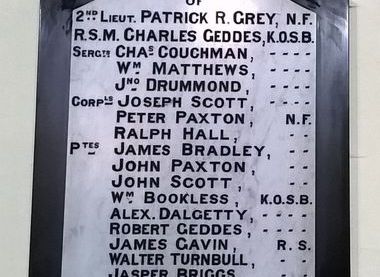 OF
2ND LIEUT. PATRICK R. GREY, N.F.
R.S.M. CHARLES GEDDES, K.O.S.B.
SERGTS CHAS COUCHMAN, - - - -
WM MATTHEWS, - - - -
JNO DRUMMOND, - - - -
CORPLS JOSEPH SCOTT, - - - -
PETER PAXTON, N.F.
RALPH HALL, - -
PTES JAMES BRADLEY, - -
JOHN PAXTON, - -
JOHN SCOTT, - -
WM BOOKLESS, K.O.S.B.
ALEX. DALGETTY, - - - -
ROBERT GEDDES, - - - -
JAMES GAVIN, R.S.
WALTER TURNBULL, - -
JASPER BRIGGS